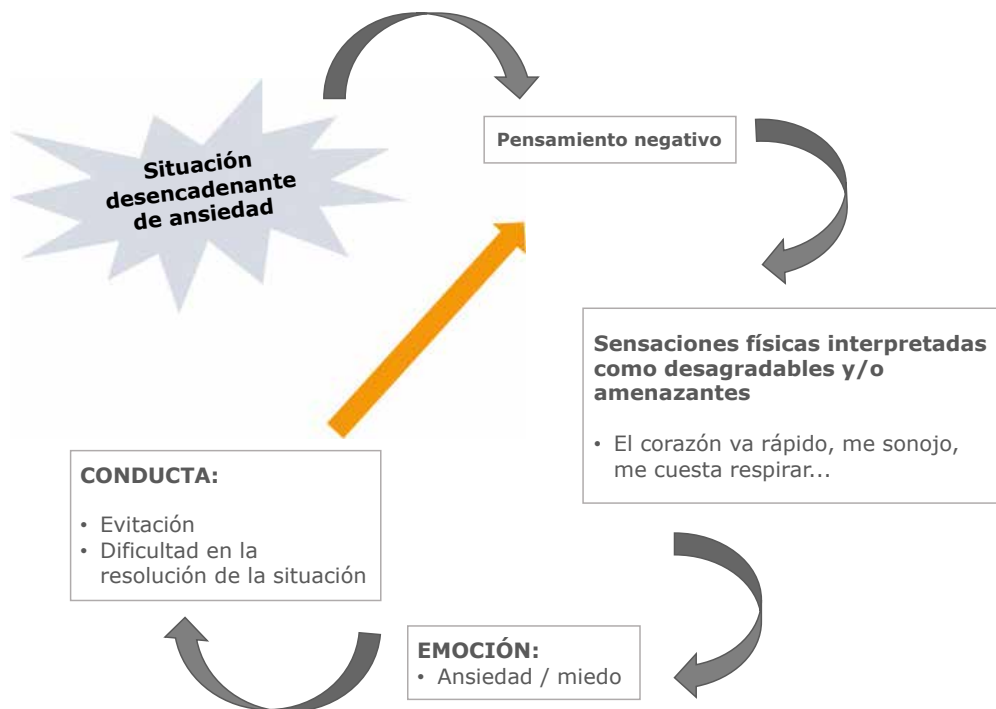 Situación
desencadenante
de ansiedad
Pensamiento negativo
Sensaciones físicas interpretadas
como desagradables y/o
amenazantes
• El corazón va rápido, me sonojo,
me cuesta respirar...
EMOCIÓN:
• Ansiedad / miedo
CONDUCTA:
• Evitación
• Dificultad en la
resolución de la situación